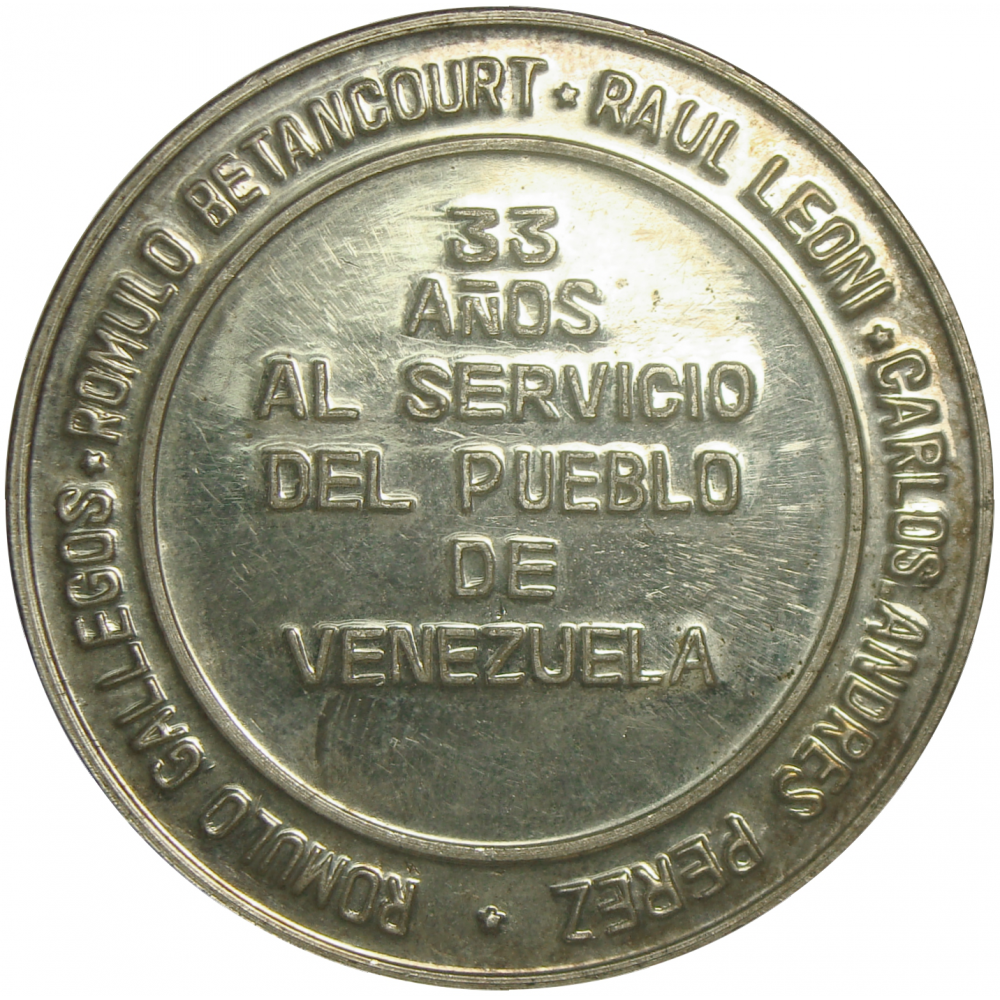 ROMULO GALLEGOS ★ ROMULO BETANCOURT ★ RAUL LEONI ★ CARLOS ANDRES PEREZ ★
33
AÑOS
AL SERVICIO
DEL PUEBLO
DE
VENEZUELA